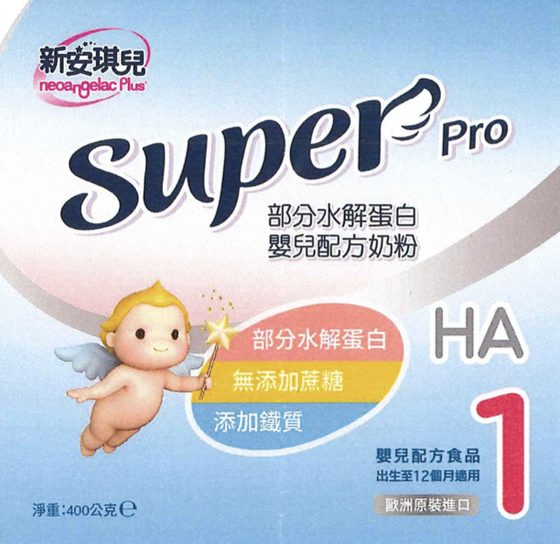 新安琪兒
neoangelac Plus®
Super Pro
部分水解蛋白
嬰兒配方奶粉
部分水解蛋白
無添加蔗糖
添加鐵質
HA
1
嬰兒配方食品
出生至12個月適用
歐洲原裝進口
淨重:400公克℮